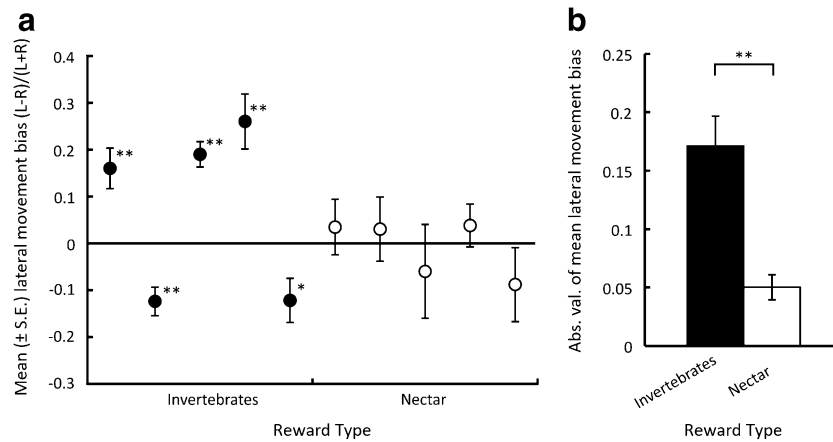 a
Mean (± S.E.) lateral movement bias (L-R)/(L+R)
0.4
0.3
0.2
0.1
0
-0.1
-0.2
-0.3
**
**
**
**
*
Invertebrates
Nectar
Reward Type
b
Abs. val. of mean lateral movement bias
0.25
0.2
0.15
0.1
0.05
0
**
Invertebrates
Nectar
Reward Type